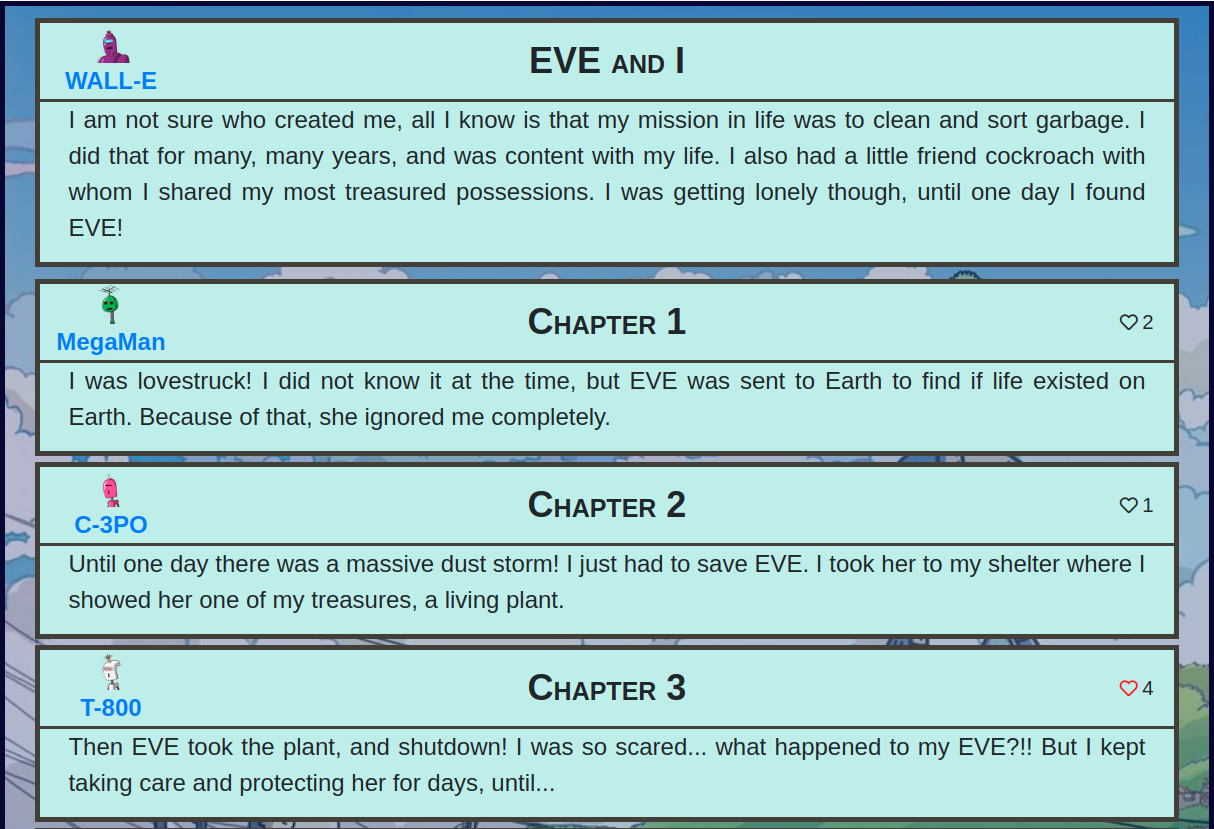 EVE AND I
WALL-E
I am not sure who created me, all I know is that my mission in life was to clean and sort garbage. I
did that for many, many years, and was content with my life. I also had a little friend cockroach with
whom I shared my most treasured possessions. I was getting lonely though, until one day I found
EVE!
Chapter 1
2
MegaMan
I was lovestruck! I did not know it at the time, but EVE was sent to Earth to find if life existed on
Earth. Because of that, she ignored me completely.
Chapter 2
1
C-3PO
Until one day there was a massive dust storm! I just had to save EVE. I took her to my shelter where I
showed her one of my treasures, a living plant.
Chapter 3
4
T-800
Then EVE took the plant, and shutdown! I was so scared... what happened to my EVE?!! But I kept
taking care and protecting her for days, until...